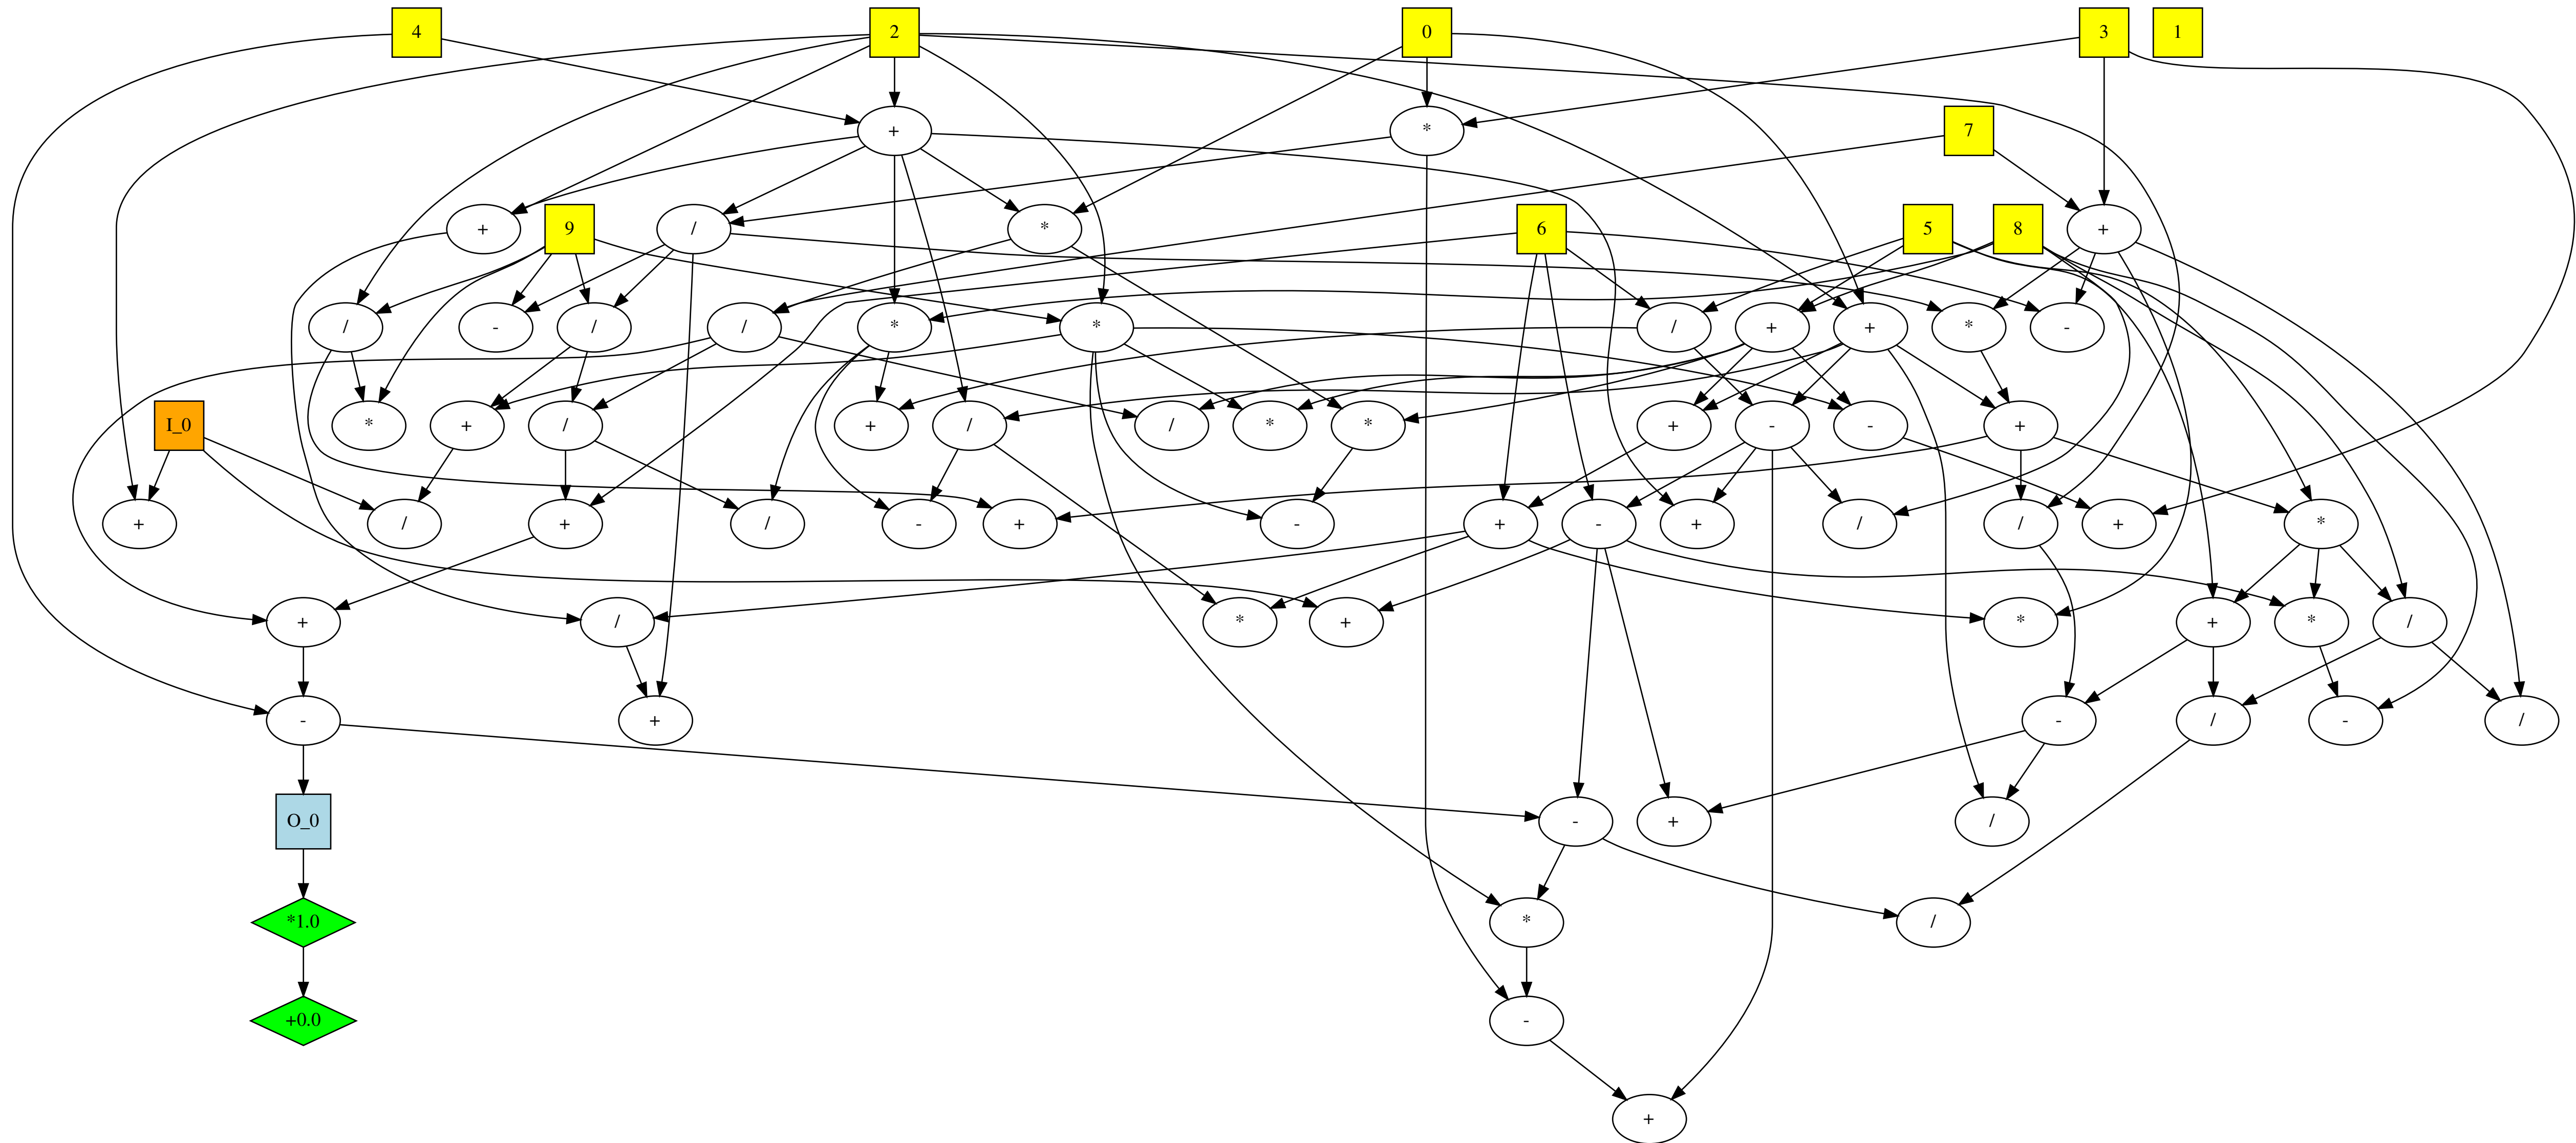 4 2 0 3 1
+ * 7
+ 9 / * 6 5 8 +
/ - / / * * / + + * -
* + / + / / * * + - - +
I_0
+ / + / - + - + - + / / + *
+ / * + * + * /
- + - / - /
O_0 - + /
*1.0 * /
+0.0 -
+